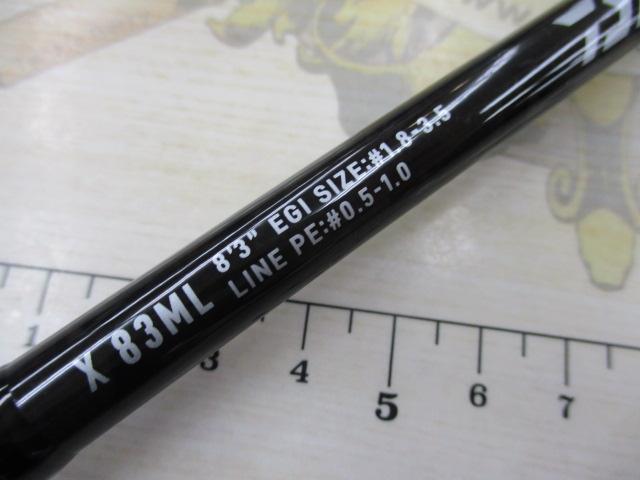 X 83ML 8'3" EGI SIZE:#1.8-3.5
LINE PE:#0.5-1.0
1 3 4 5 6 7